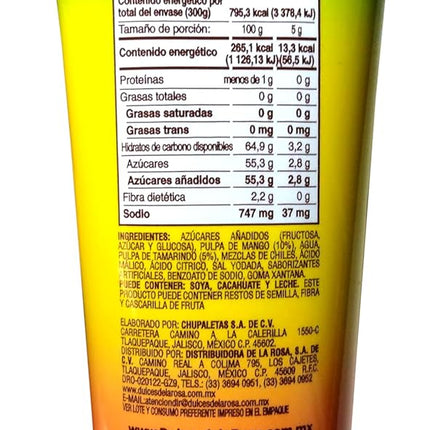 Contenido energético por
total del envase (300g) 795,3 kcal (3 378,4 kJ)
Tamaño de porción: 100 g 5 g
Contenido energético 265,1 kcal 13,3 kcal
(1 126,13 kJ) (56,5 kJ)
Proteínas menos de 1 g 0 g
Grasas totales 0 g 0 g
Grasas saturadas 0 g 0 g
Grasas trans 0 mg 0 mg
Hidratos de carbono disponibles 64,9 g 3,2 g
Azúcares 55,3 g 2,8 g
Azúcares añadidos 55,3 g 2,8 g
Fibra dietética 2,2 g 0 g
Sodio 747 mg 37 mg
INGREDIENTES: AZÚCARES AÑADIDOS (FRUCTOSA,
AZÚCAR Y GLUCOSA), PULPA DE MANGO (10%), AGUA,
PULPA DE TAMARINDO (5%), MEZCLAS DE CHILES, ÁCIDO
MÁLICO, ÁCIDO CÍTRICO, SAL YODADA, SABORIZANTES
ARTIFICIALES, BENZOATO DE SODIO, GOMA XANTANA.
PUEDE CONTENER: SOYA, CACAHUATE Y LECHE. ESTE
PRODUCTO PUEDE CONTENER RESTOS DE SEMILLA, FIBRA
Y CASCARILLA DE FRUTA
ELABORADO POR: CHUPALETAS S.A. DE C.V.
CARRETERA CAMINO A LA CALERILLA 1550-C
TLAQUEPAQUE, JALISCO, MÉXICO C.P. 45602.
DISTRIBUIDO POR: DISTRIBUIDORA DE LA ROSA, S.A. DE
C.V. CAMINO REAL A COLIMA 795, LOS CAJETES,
TLAQUEPAQUE, JALISCO, MÉXICO C.P. 45609 R.F.C.
DRO-020122-GZ9, TELS.: (33) 3694 0951, (33) 3694 0952
www.dulcesdelarosa.com.mx
E-MAIL:atenciondlr@dulcesdelarosa.com.mx
VER LOTE Y CONSUMO PREFERENTE IMPRESO EN EL EMPAQUE